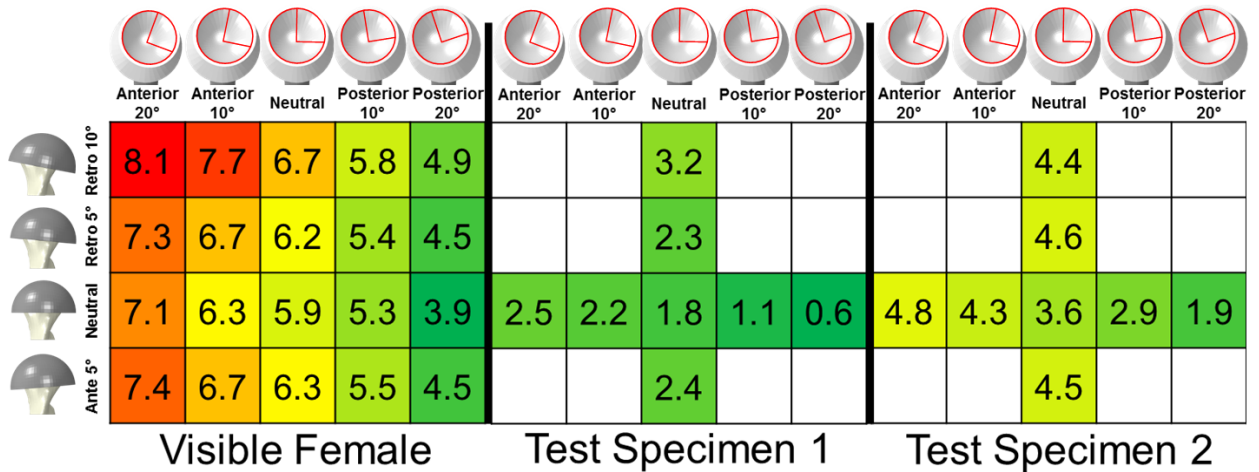 Anterior 20° Anterior 10° Neutral Posterior 10° Posterior 20° Anterior 20° Anterior 10° Neutral Posterior 10° Posterior 20° Anterior 20° Anterior 10° Neutral Posterior 10° Posterior 20°
Retro 10° 8.1 7.7 6.7 5.8 4.9 3.2 4.4
Retro 5° 7.3 6.7 6.2 5.4 4.5 2.3 4.6
Neutral 7.1 6.3 5.9 5.3 3.9 2.5 2.2 1.8 1.1 0.6 4.8 4.3 3.6 2.9 1.9
Ante 5° 7.4 6.7 6.3 5.5 4.5 2.4 4.5
Visible Female Test Specimen 1 Test Specimen 2